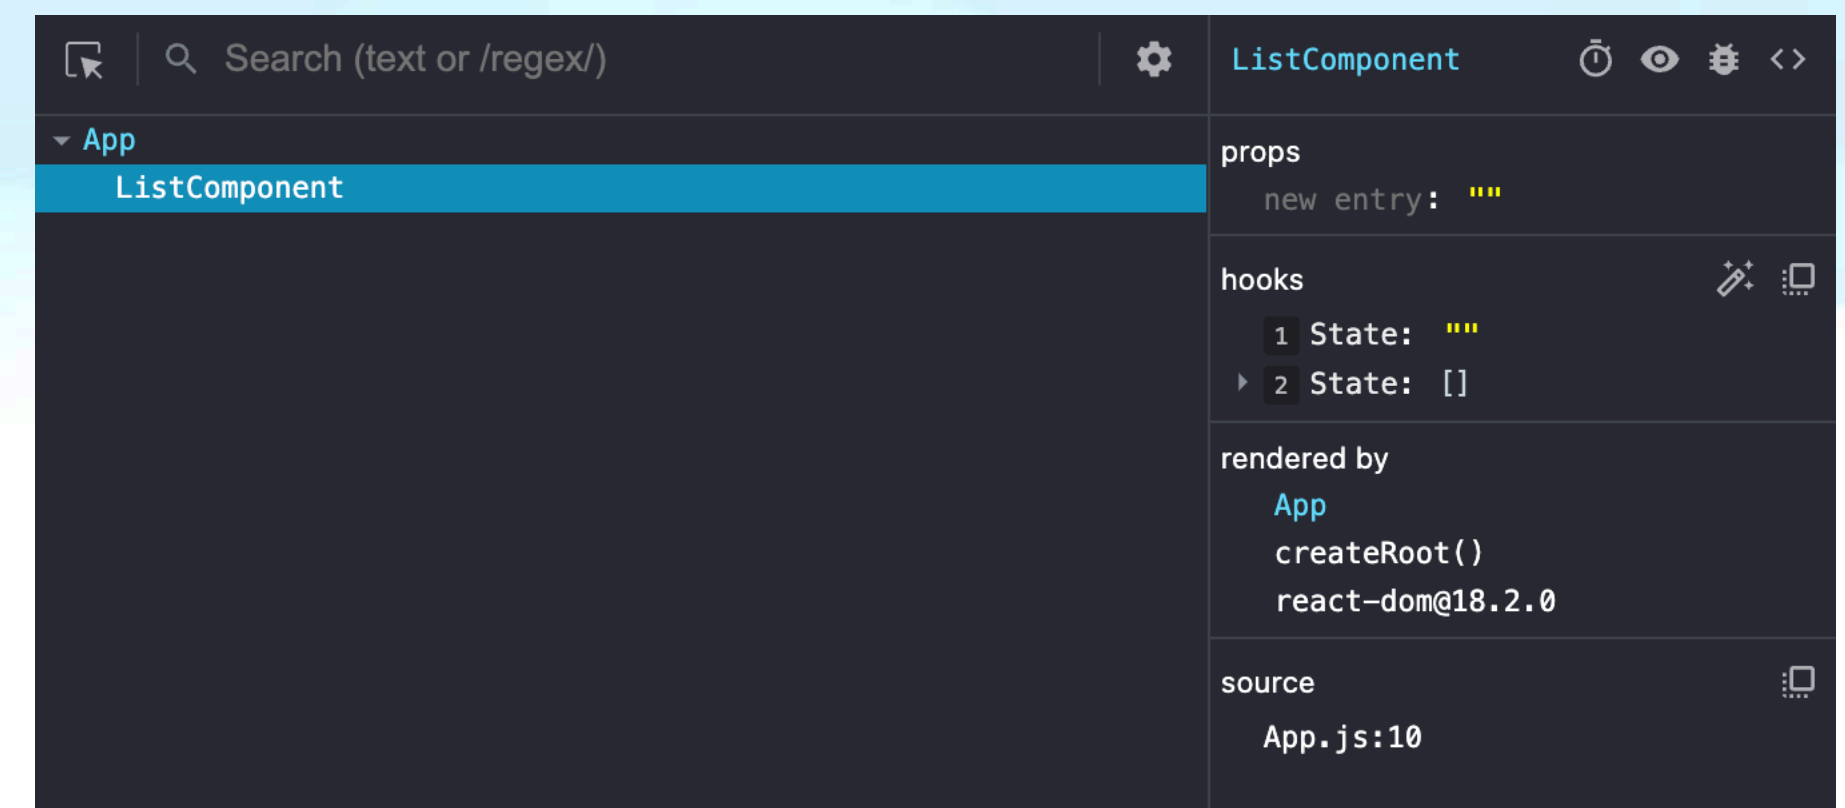 Search (text or /regex/)
App
ListComponent
ListComponent
props
new entry: ""
hooks
1 State: ""
2 State: []
rendered by
App
createRoot()
react-dom@18.2.0
source
App.js:10